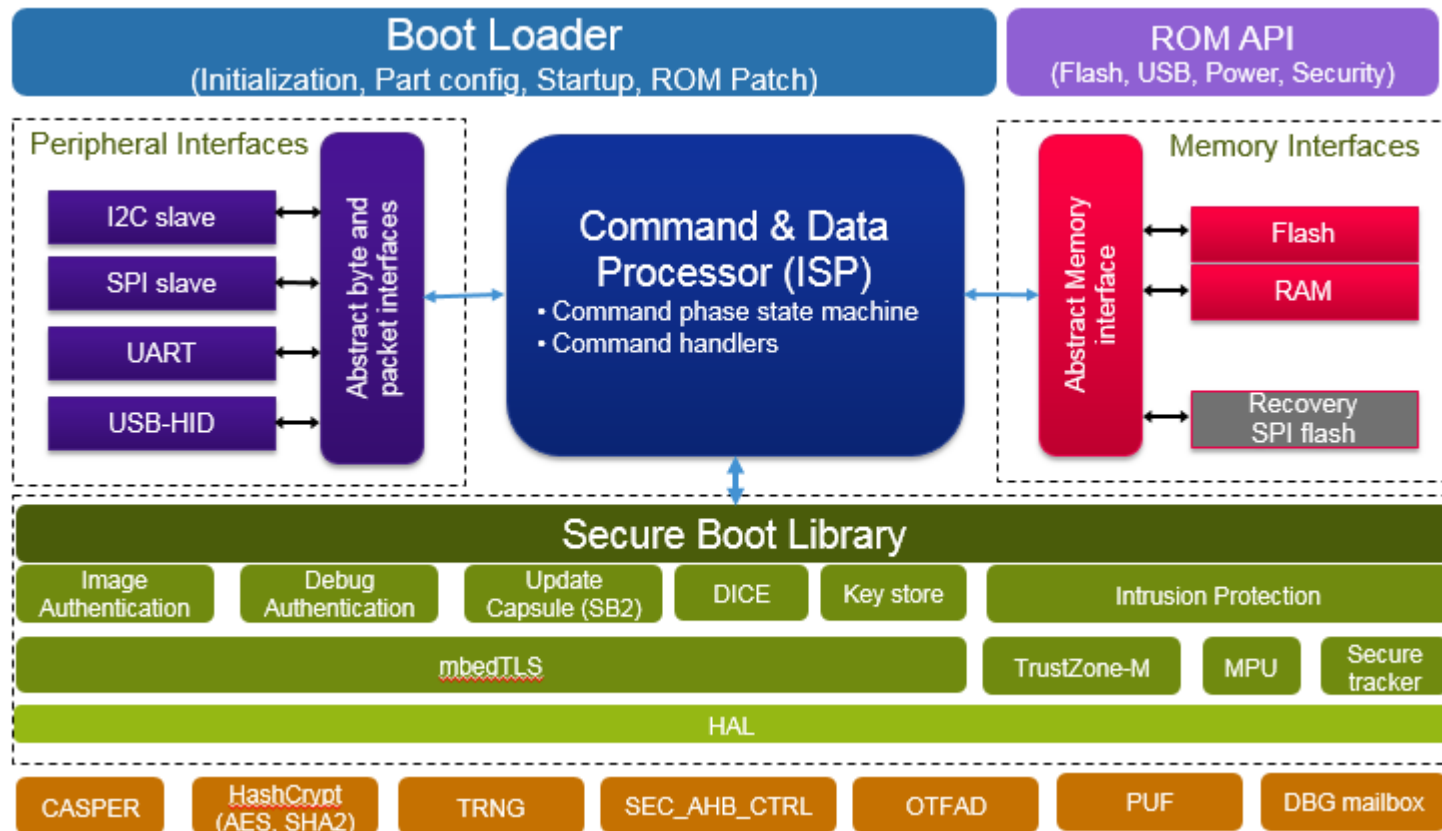 Boot Loader
(Initialization, Part config, Startup, ROM Patch)
ROM API
(Flash, USB, Power, Security)
Peripheral Interfaces
I2C slave
SPI slave
UART
USB-HID
Abstract byte and
packet interfaces
Command & Data
Processor (ISP)
• Command phase state machine
• Command handlers
Memory Interfaces
Abstract Memory
interface
Flash
RAM
Recovery
SPI flash
Secure Boot Library
Image
Authentication
Debug
Authentication
Update
Capsule (SB2)
DICE
Key store
Intrusion Protection
mbedTLS
TrustZone-M
MPU
Secure
tracker
HAL
CASPER
HashCrypt
(AES, SHA2)
TRNG
SEC_AHB_CTRL
OTFAD
PUF
DBG mailbox